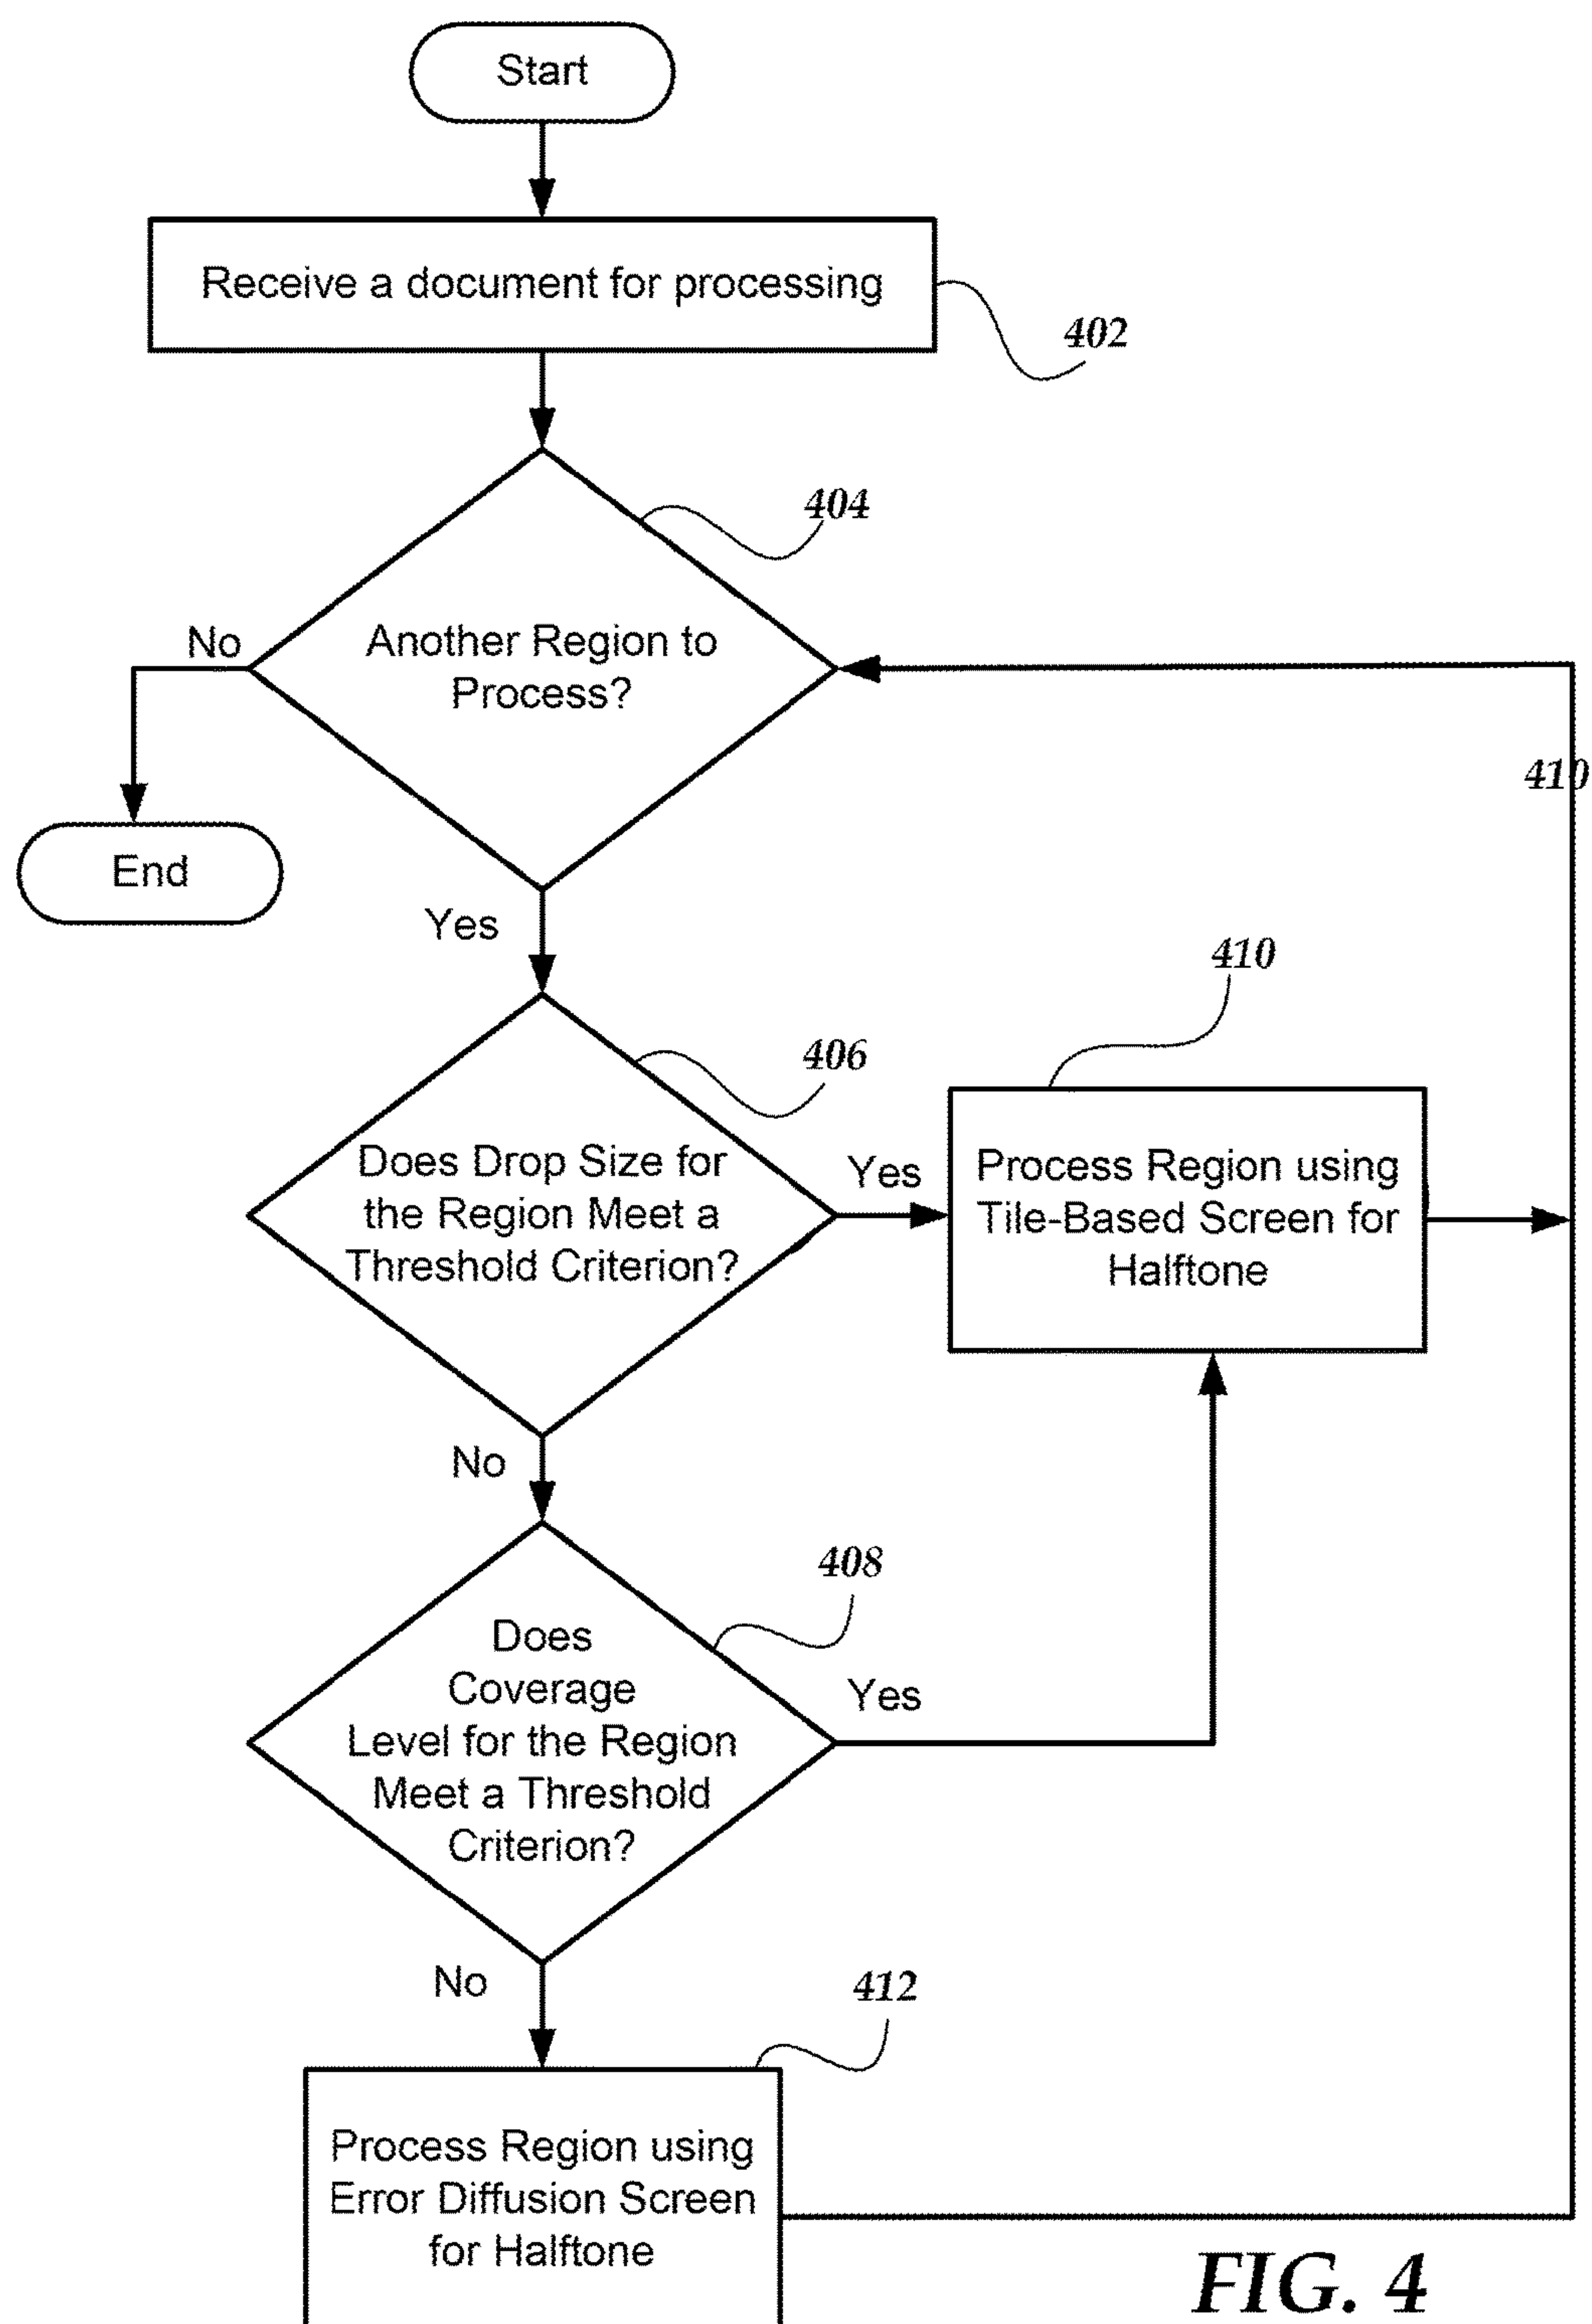 Start
Receive a document for processing
402
404
Another Region to
Process?
No
410
End
Yes
410
406
Does Drop Size for
the Region Meet a
Threshold Criterion?
Yes
Process Region using
Tile-Based Screen for
Halftone
No
408
Does
Coverage
Level for the Region
Meet a Threshold
Criterion?
Yes
No
412
Process Region using
Error Diffusion Screen
for Halftone
FIG. 4